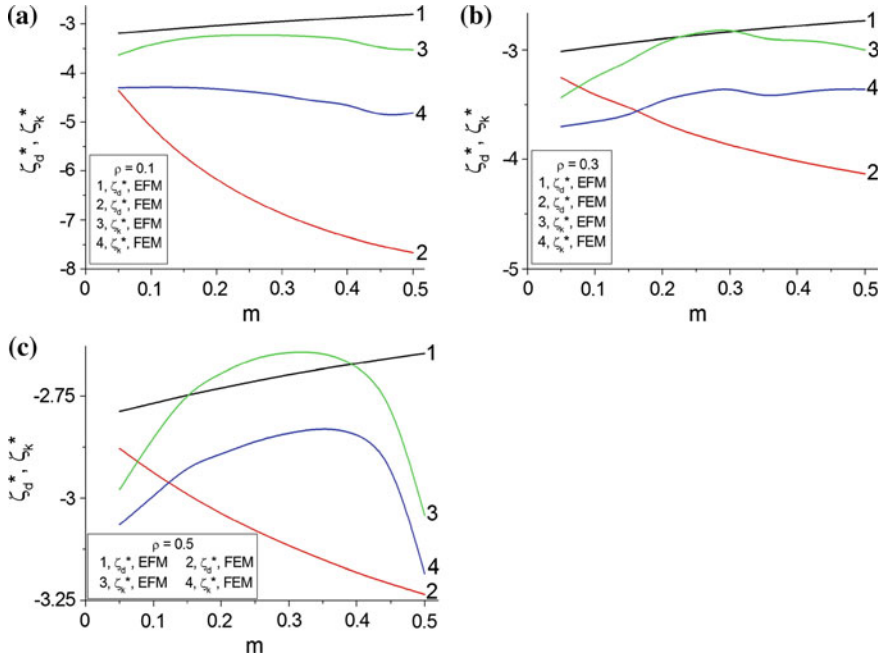 (a)
-3
-4
-5
-6
-7
-8
ζd*, ζk*
1
3
4
2
ρ = 0.1
1, ζd*, EFM
2, ζd*, FEM
3, ζk*, EFM
4, ζk*, FEM
0 0.1 0.2 0.3 0.4 0.5
m
(b)
-3
-4
-5
ζd*, ζk*
1
3
4
2
ρ = 0.3
1, ζd*, EFM
2, ζd*, FEM
3, ζk*, EFM
4, ζk*, FEM
0 0.1 0.2 0.3 0.4 0.5
m
(c)
-2.75
-3
-3.25
ζd*, ζk*
1
3
4
2
ρ = 0.5
1, ζd*, EFM 2, ζd*, FEM
3, ζk*, EFM 4, ζk*, FEM
0 0.1 0.2 0.3 0.4 0.5
m